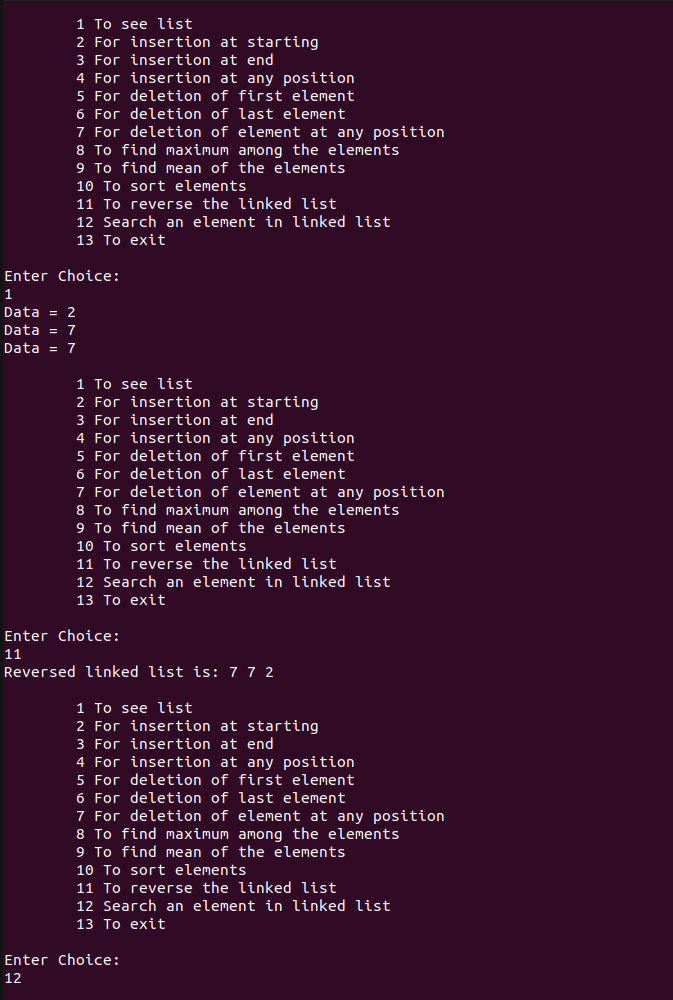 1 To see list
2 For insertion at starting
3 For insertion at end
4 For insertion at any position
5 For deletion of first element
6 For deletion of last element
7 For deletion of element at any position
8 To find maximum among the elements
9 To find mean of the elements
10 To sort elements
11 To reverse the linked list
12 Search an element in linked list
13 To exit
Enter Choice:
1
Data = 2
Data = 7
Data = 7
1 To see list
2 For insertion at starting
3 For insertion at end
4 For insertion at any position
5 For deletion of first element
6 For deletion of last element
7 For deletion of element at any position
8 To find maximum among the elements
9 To find mean of the elements
10 To sort elements
11 To reverse the linked list
12 Search an element in linked list
13 To exit
Enter Choice:
11
Reversed linked list is: 7 7 2
1 To see list
2 For insertion at starting
3 For insertion at end
4 For insertion at any position
5 For deletion of first element
6 For deletion of last element
7 For deletion of element at any position
8 To find maximum among the elements
9 To find mean of the elements
10 To sort elements
11 To reverse the linked list
12 Search an element in linked list
13 To exit
Enter Choice:
12